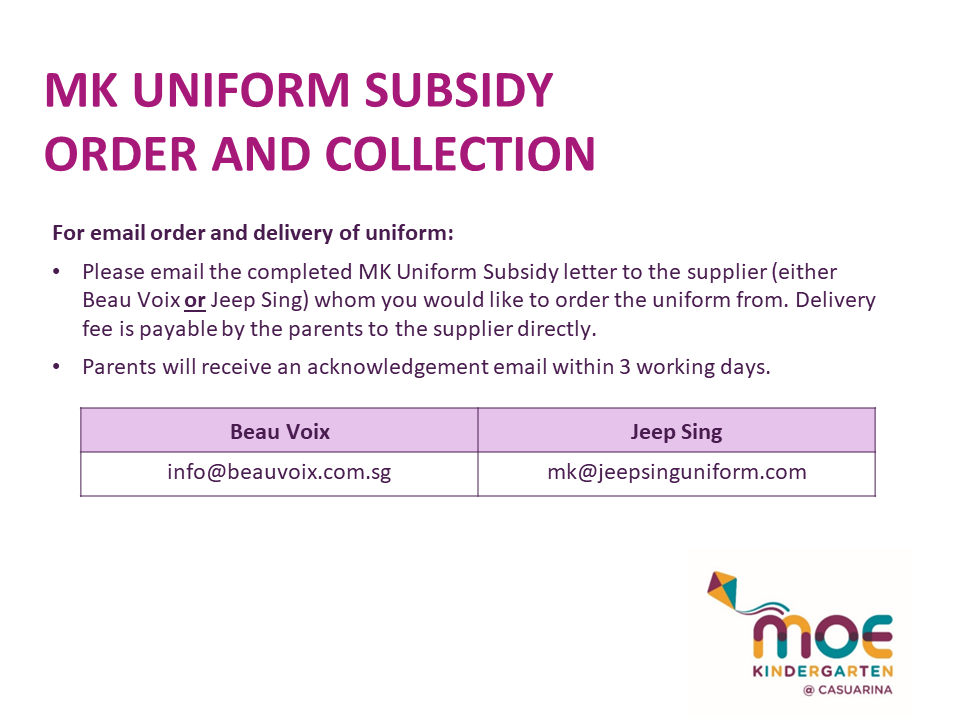 MK UNIFORM SUBSIDY
ORDER AND COLLECTION
For email order and delivery of uniform:
• Please email the completed MK Uniform Subsidy letter to the supplier (either
Beau Voix or Jeep Sing) whom you would like to order the uniform from. Delivery
fee is payable by the parents to the supplier directly.
• Parents will receive an acknowledgement email within 3 working days.
Beau Voix Jeep Sing
info@beauvoix.com.sg mk@jeepsinguniform.com
moe
KINDERGARTEN
@ CASUARINA